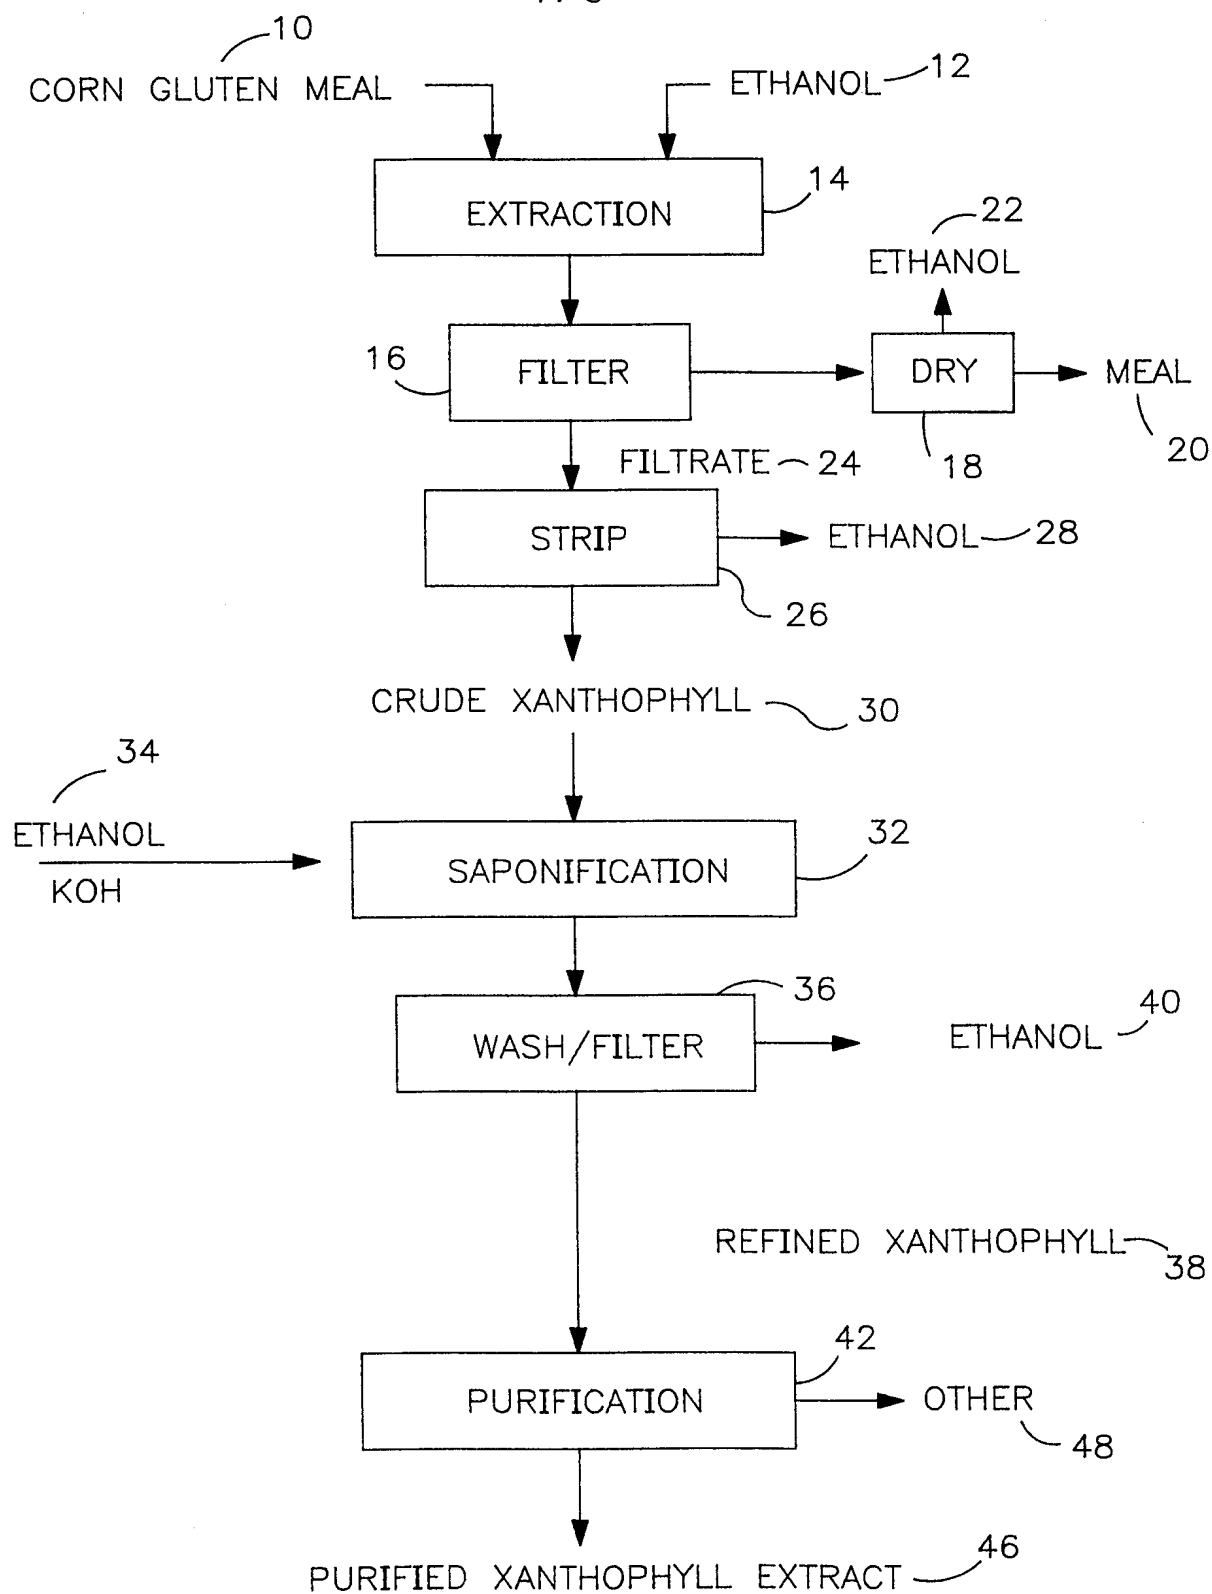 10
CORN GLUTEN MEAL
ETHANOL 12
EXTRACTION
14
22
ETHANOL
16
FILTER
DRY
MEAL
18
20
FILTRATE 24
STRIP
ETHANOL 28
26
CRUDE XANTHOPHYLL 30
34
ETHANOL
KOH
SAPONIFICATION
32
36
WASH/FILTER
ETHANOL 40
REFINED XANTHOPHYLL 38
42
PURIFICATION
OTHER
48
PURIFIED XANTHOPHYLL EXTRACT 46